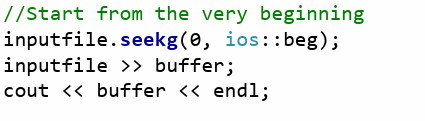 //Start from the very beginning
inputfile.seekg(0, ios::beg);
inputfile >> buffer;
cout << buffer << endl;